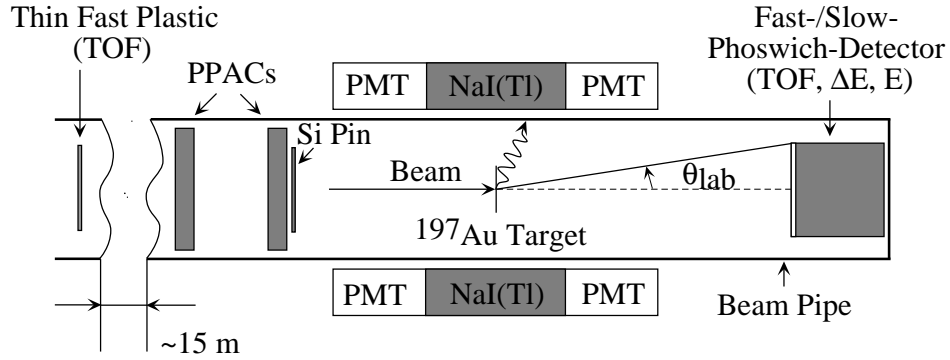 Thin Fast Plastic
(TOF)
PPACs
PMT
NaI(Tl)
PMT
Fast-/Slow-
Phoswich-Detector
(TOF, ΔE, E)
Si Pin
Beam
θlab
197Au Target
PMT
NaI(Tl)
PMT
Beam Pipe
~15 m